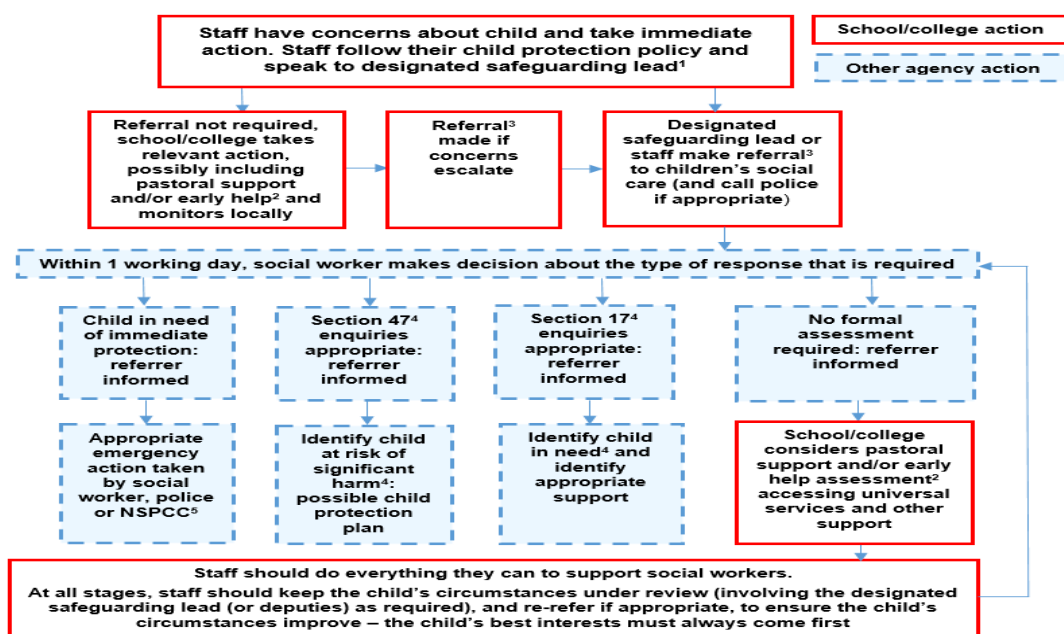 Staff have concerns about child and take immediate
action. Staff follow their child protection policy and
speak to designated safeguarding lead¹
School/college action
Other agency action
Referral not required,
school/college takes
relevant action,
possibly including
pastoral support
and/or early help² and
monitors locally
Referral³
made if
concerns
escalate
Designated
safeguarding lead or
staff make referral³
to children's social
care (and call police
if appropriate)
Within 1 working day, social worker makes decision about the type of response that is required
Child in need
of immediate
protection:
referrer
informed
Section 47⁴
enquiries
appropriate:
referrer
informed
Section 17⁴
enquiries
appropriate:
referrer
informed
No formal
assessment
required: referrer
informed
Appropriate
emergency
action taken
by social
worker, police
or NSPCC⁵
Identify child
at risk of
significant
harm⁴:
possible child
protection
plan
Identify child
in need⁴ and
identify
appropriate
support
School/college
considers pastoral
support and/or early
help assessment²
accessing universal
services and other
support
Staff should do everything they can to support social workers.
At all stages, staff should keep the child's circumstances under review (involving the designated
safeguarding lead (or deputies) as required), and re-refer if appropriate, to ensure the child's
circumstances improve – the child's best interests must always come first